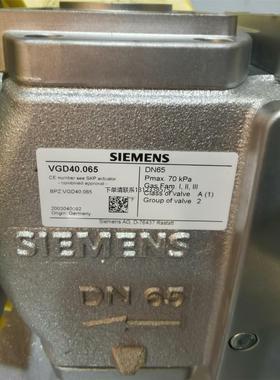 SIEMENS
VGD40.065
CE number see SKP actuator
- combined approval -
BPZ:VGD40.065
2003040092
Origin: Germany
DN65
Pmax. 70 kPa
Gas Fam. I, II, III
Class of valve A (1)
Group of valve 2
Siemens AG, D-76437 Rastatt
SIEMENS
DN 65